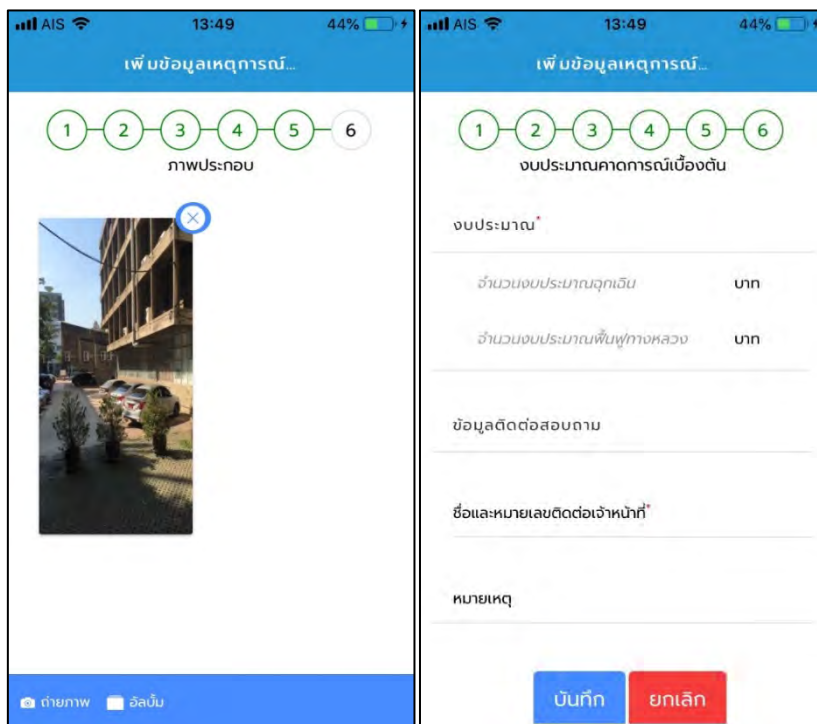 AIS 13:49 44%
เพิ่มข้อมูลเหตุการณ์...
1 2 3 4 5 6
ภาพประกอบ
ถ่ายภาพ อัลบั้ม
AIS 13:49 44%
เพิ่มข้อมูลเหตุการณ์...
1 2 3 4 5 6
งบประมาณคาดการณ์เบื้องต้น
งบประมาณ*
จำนวนงบประมาณฉุกเฉิน บาท
จำนวนงบประมาณฟื้นฟูทางหลวง บาท
ข้อมูลติดต่อสอบถาม
ชื่อและหมายเลขติดต่อเจ้าหน้าที่*
หมายเหตุ
บันทึก ยกเลิก